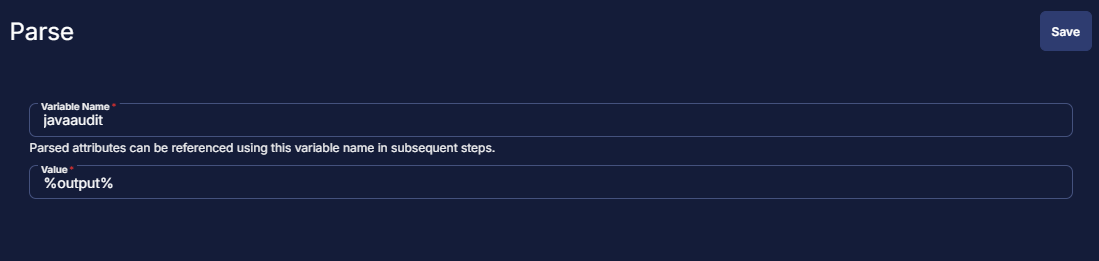 Parse
Save
Variable Name *
javaaudit
Parsed attributes can be referenced using this variable name in subsequent steps.
Value *
%output%